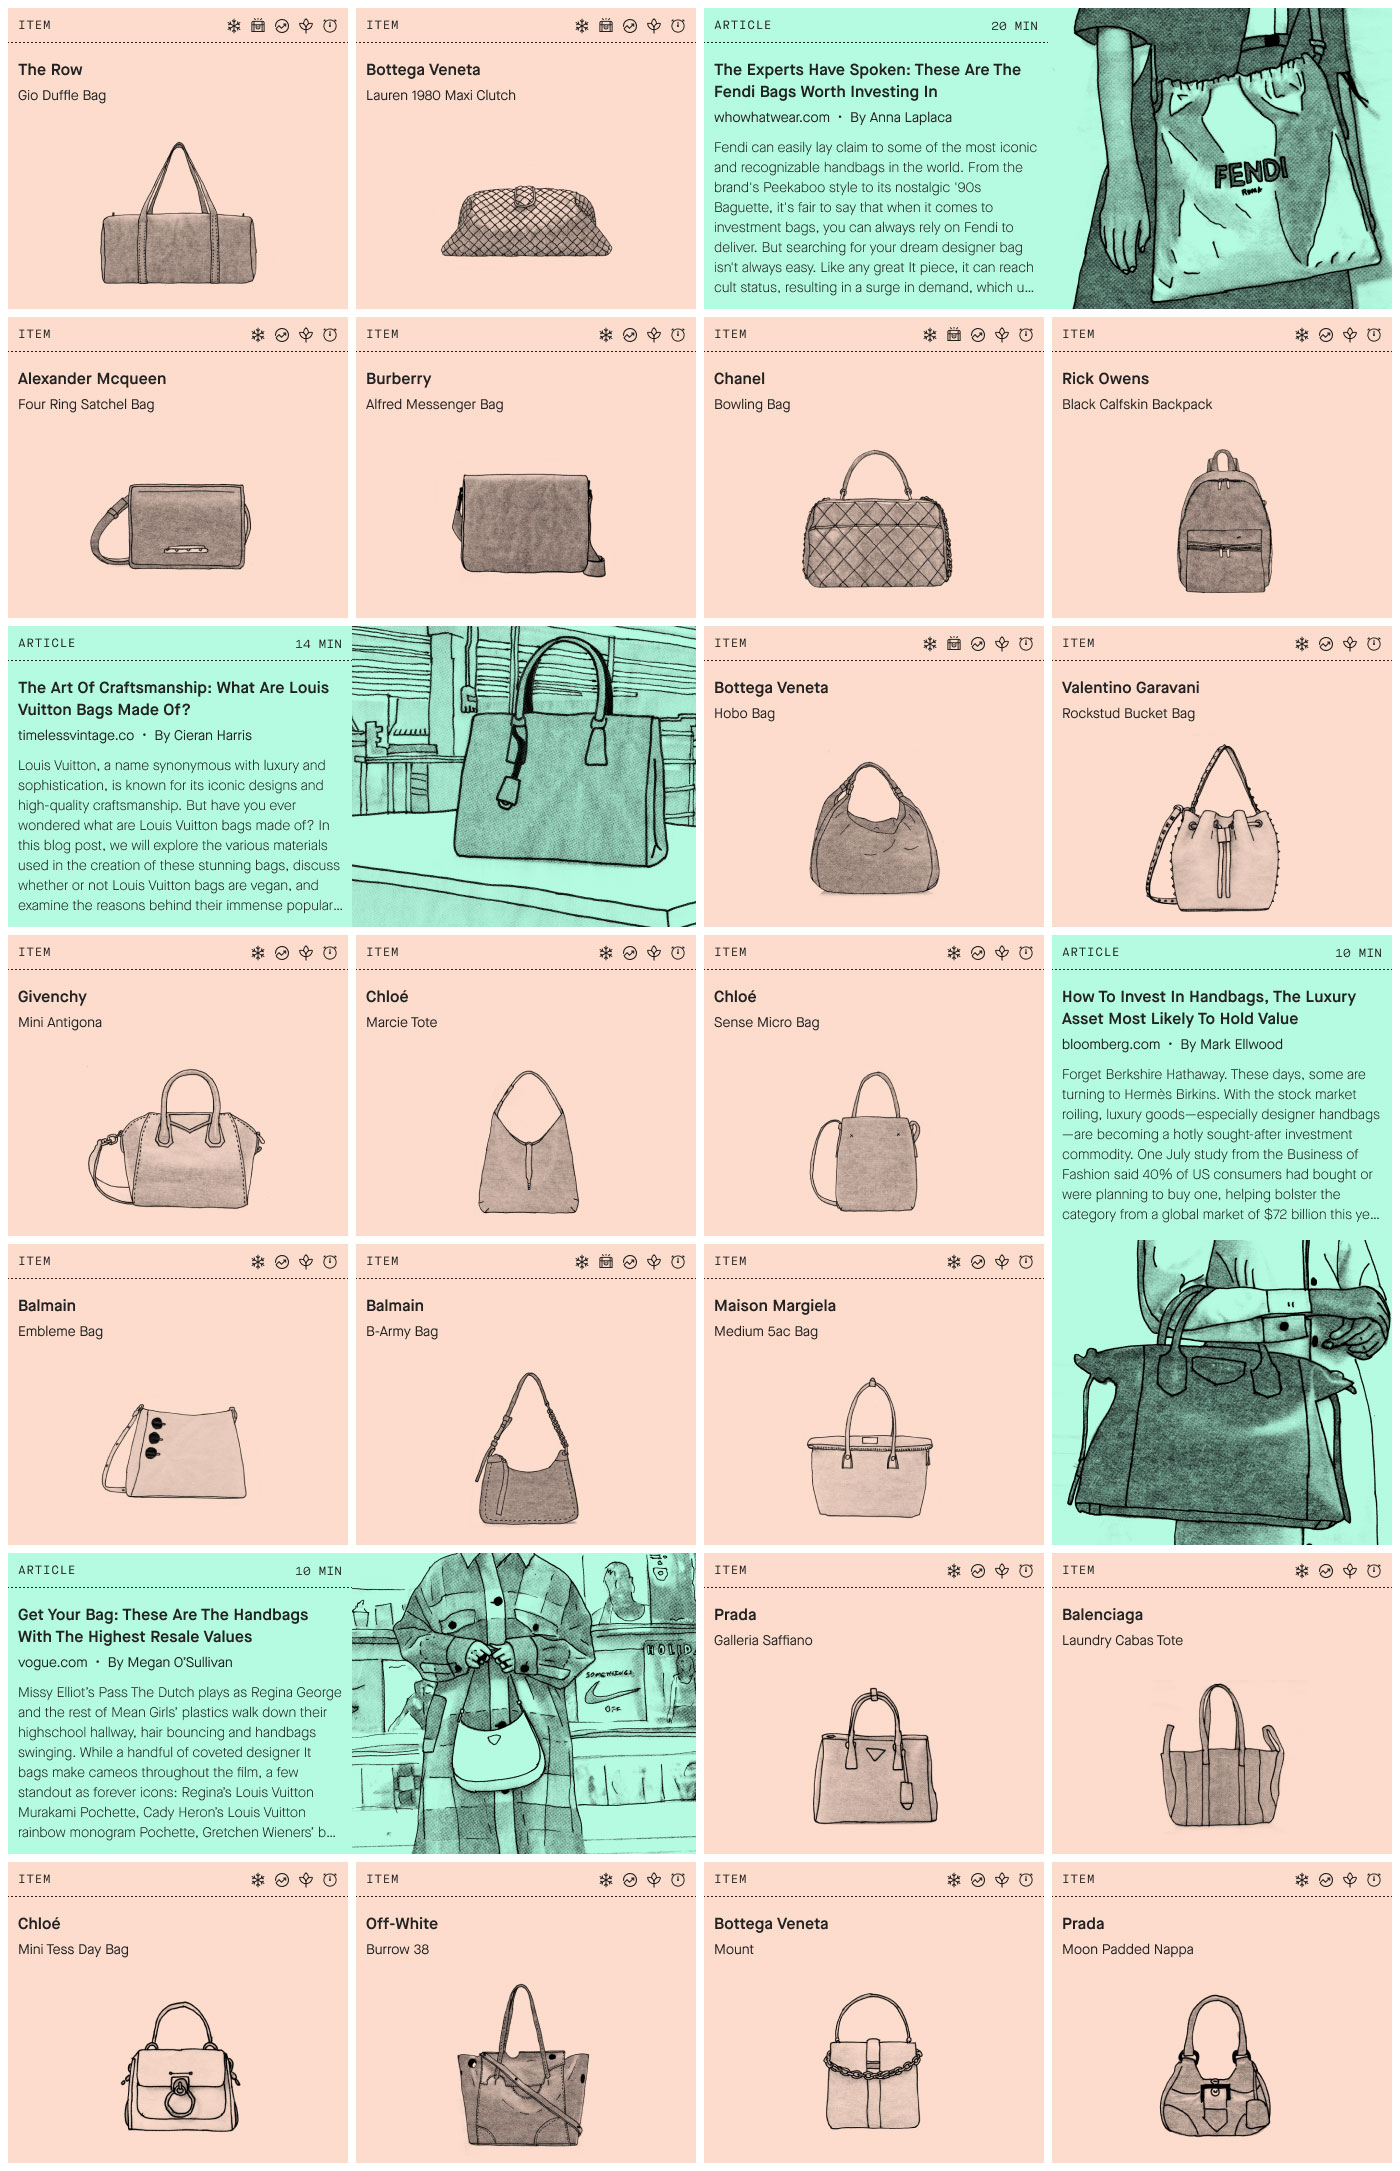 ITEM
The Row
Gio Duffle Bag
ITEM
Bottega Veneta
Lauren 1980 Maxi Clutch
ARTICLE
20 MIN
The Experts Have Spoken: These Are The
Fendi Bags Worth Investing In
whowhatwear.com • By Anna Laplaca
Fendi can easily lay claim to some of the most iconic
and recognizable handbags in the world. From the
brand's Peekaboo style to its nostalgic '90s
Baguette, it's fair to say that when it comes to
investment bags, you can always rely on Fendi to
deliver. But searching for your dream designer bag
isn't always easy. Like any great It piece, it can reach
cult status, resulting in a surge in demand, which u...
FENDI
ROMA
ITEM
Alexander Mcqueen
Four Ring Satchel Bag
ITEM
Burberry
Alfred Messenger Bag
ITEM
Chanel
Bowling Bag
ITEM
Rick Owens
Black Calfskin Backpack
ARTICLE
14 MIN
The Art Of Craftsmanship: What Are Louis
Vuitton Bags Made Of?
timelessvintage.co • By Cieran Harris
Louis Vuitton, a name synonymous with luxury and
sophistication, is known for its iconic designs and
high-quality craftsmanship. But have you ever
wondered what are Louis Vuitton bags made of? In
this blog post, we will explore the various materials
used in the creation of these stunning bags, discuss
whether or not Louis Vuitton bags are vegan, and
examine the reasons behind their immense popular...
ITEM
Bottega Veneta
Hobo Bag
ITEM
Valentino Garavani
Rockstud Bucket Bag
ITEM
Givenchy
Mini Antigona
ITEM
Chloé
Marcie Tote
ITEM
Chloé
Sense Micro Bag
ARTICLE
10 MIN
How To Invest In Handbags, The Luxury
Asset Most Likely To Hold Value
bloomberg.com • By Mark Ellwood
Forget Berkshire Hathaway. These days, some are
turning to Hermès Birkins. With the stock market
roiling, luxury goods—especially designer handbags
—are becoming a hotly sought-after investment
commodity. One July study from the Business of
Fashion said 40% of US consumers had bought or
were planning to buy one, helping bolster the
category from a global market of $72 billion this ye...
ITEM
Balmain
Embleme Bag
ITEM
Balmain
B-Army Bag
ITEM
Maison Margiela
Medium 5ac Bag
ARTICLE
10 MIN
Get Your Bag: These Are The Handbags
With The Highest Resale Values
vogue.com • By Megan O'Sullivan
Missy Elliot's Pass The Dutch plays as Regina George
and the rest of Mean Girls' plastics walk down their
highschool hallway, hair bouncing and handbags
swinging. While a handful of coveted designer It
bags make cameos throughout the film, a few
standout as forever icons: Regina's Louis Vuitton
Murakami Pochette, Cady Heron's Louis Vuitton
rainbow monogram Pochette, Gretchen Wieners' b...
HOLID
ITEM
Prada
Galleria Saffiano
ITEM
Balenciaga
Laundry Cabas Tote
ITEM
Chloé
Mini Tess Day Bag
ITEM
Off-White
Burrow 38
ITEM
Bottega Veneta
Mount
ITEM
Prada
Moon Padded Nappa